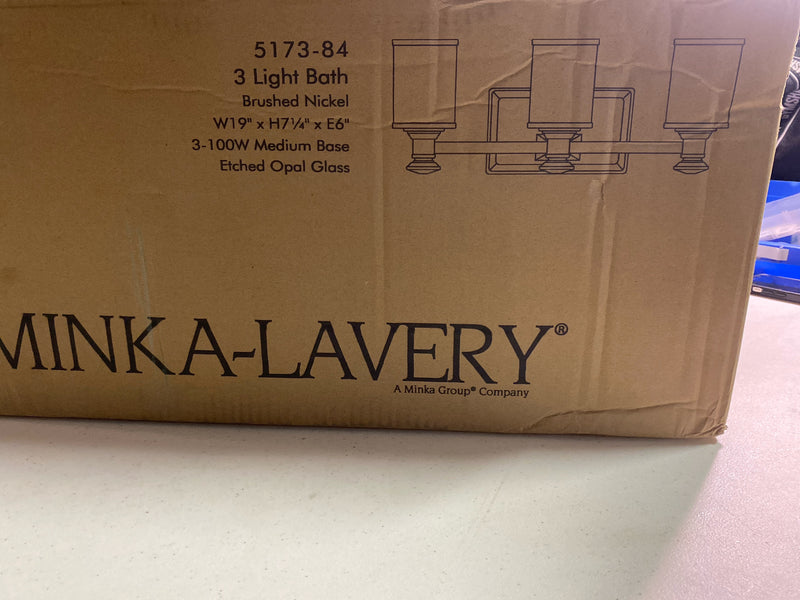 5173-84
3 Light Bath
Brushed Nickel
W19" x H7¼" x E6"
3-100W Medium Base
Etched Opal Glass
MINKA-LAVERY®
A Minka Group® Company